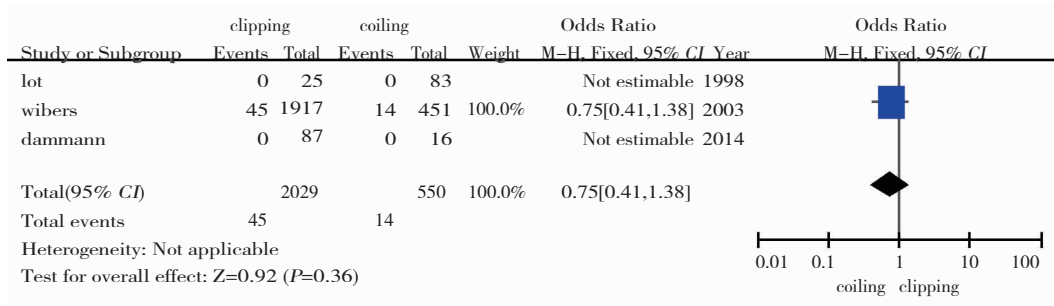 clipping coiling Odds Ratio Odds Ratio
Study or Subgroup Events Total Events Total Weight M-H, Fixed, 95% CI Year M-H, Fixed, 95% CI
lot 0 25 0 83 Not estimable 1998
wibers 45 1917 14 451 100.0% 0.75[0.41,1.38] 2003
dammann 0 87 0 16 Not estimable 2014
Total(95% CI) 2029 550 100.0% 0.75[0.41,1.38]
Total events 45 14
Heterogeneity: Not applicable
Test for overall effect: Z=0.92 (P=0.36)
0.01 0.1 1 10 100
coiling clipping